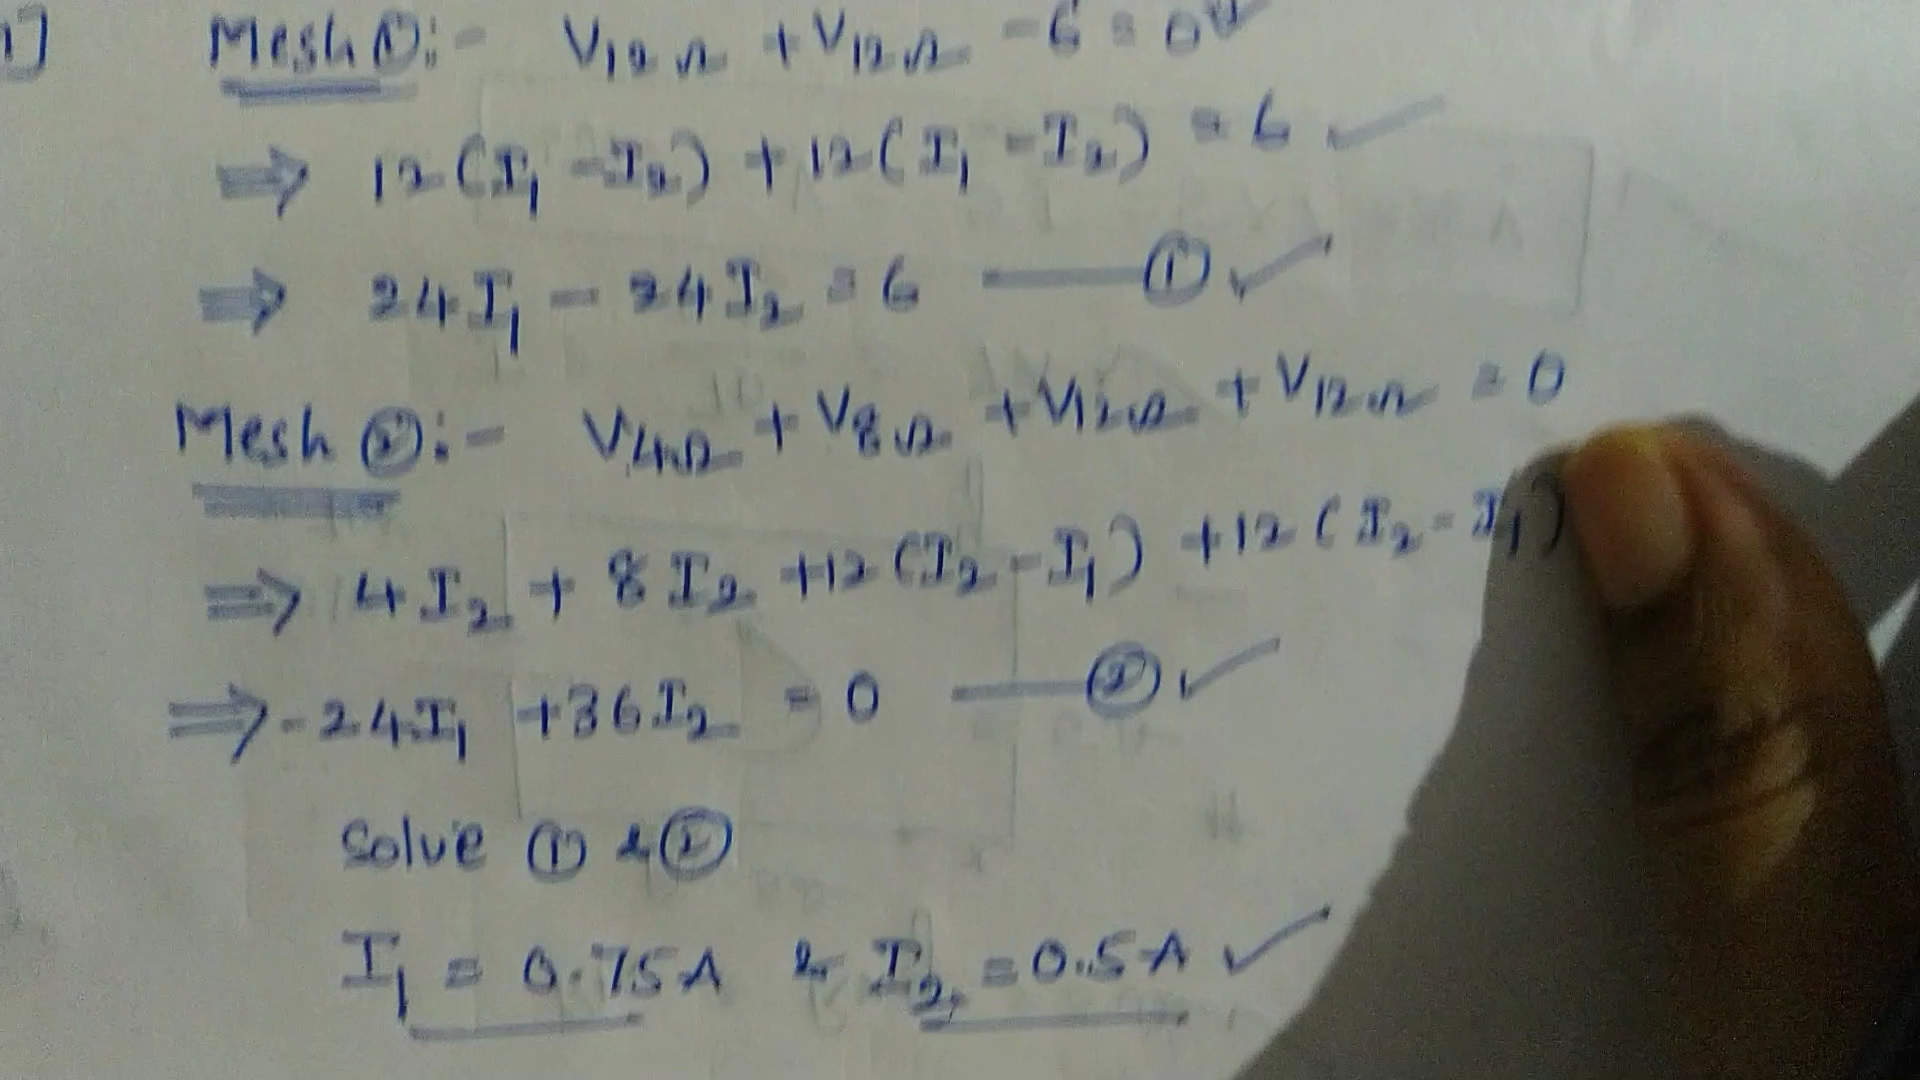 1] Mesh ①:- V12Ω + V12Ω - 6 = 0 ✓
⇒ 12(I₁ - I₂) + 12(I₁ - I₂) = 6 ✓
⇒ 24I₁ - 24I₂ = 6 —① ✓
Mesh ②:- V4Ω + V8Ω + V12Ω + V12Ω = 0
⇒ 4I₂ + 8I₂ + 12(I₂ - I₁) + 12(I₂ - I₁)
⇒ -24I₁ + 36I₂ = 0 —② ✓
Solve ① & ②
I₁ = 0.75A & I₂ = 0.5A ✓